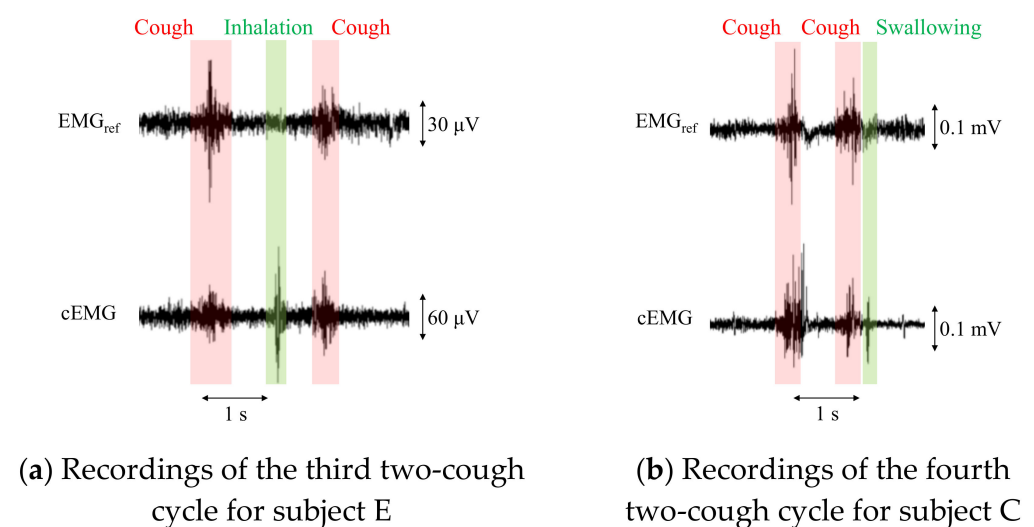 Cough Inhalation Cough
EMGref
30 µV
cEMG
60 µV
1 s
(a) Recordings of the third two-cough
cycle for subject E
Cough Cough Swallowing
EMGref
0.1 mV
cEMG
0.1 mV
1 s
(b) Recordings of the fourth
two-cough cycle for subject C